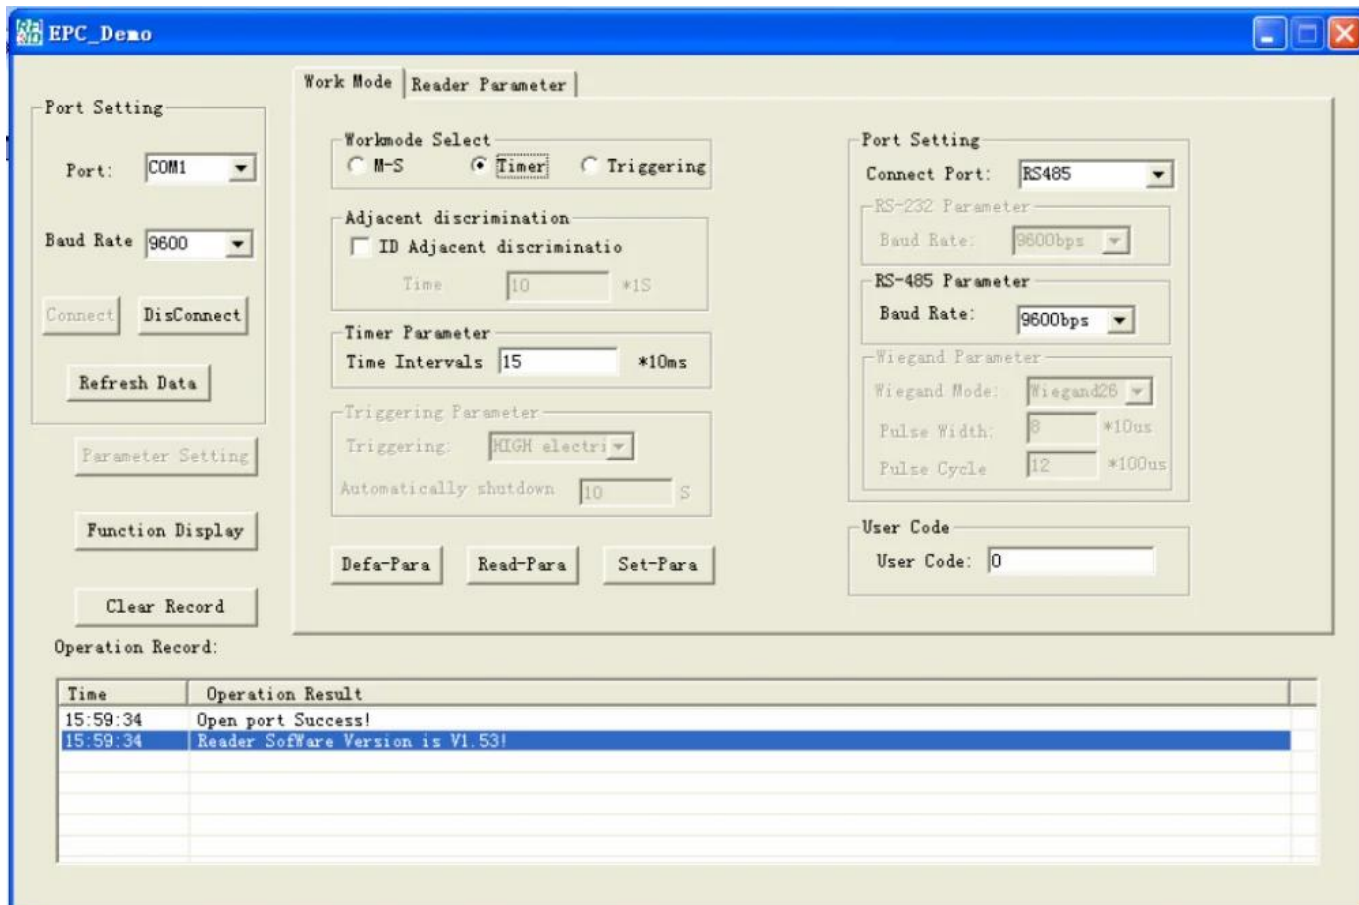 EPC_Demo
Work Mode
Reader Parameter
Port Setting
Port:
COM1
Baud Rate
9600
Connect
DisConnect
Refresh Data
Parameter Setting
Function Display
Clear Record
Workmode Select
M-S
Timer
Triggering
Adjacent discrimination
ID Adjacent discriminatio
Time
10
*1S
Timer Parameter
Time Intervals
15
*10ms
Triggering Parameter
Triggering:
HIGH electri
Automatically shutdown
10
S
Defa-Para
Read-Para
Set-Para
Port Setting
Connect Port:
RS485
RS-232 Parameter
Baud Rate:
9600bps
RS-485 Parameter
Baud Rate:
9600bps
Wiegand Parameter
Wiegand Mode:
Wiegand26
Pulse Width:
8
*10us
Pulse Cycle
12
*100us
User Code
User Code:
0
Operation Record:
Time
Operation Result
15:59:34
Open port Success!
15:59:34
Reader SofWare Version is V1.53!